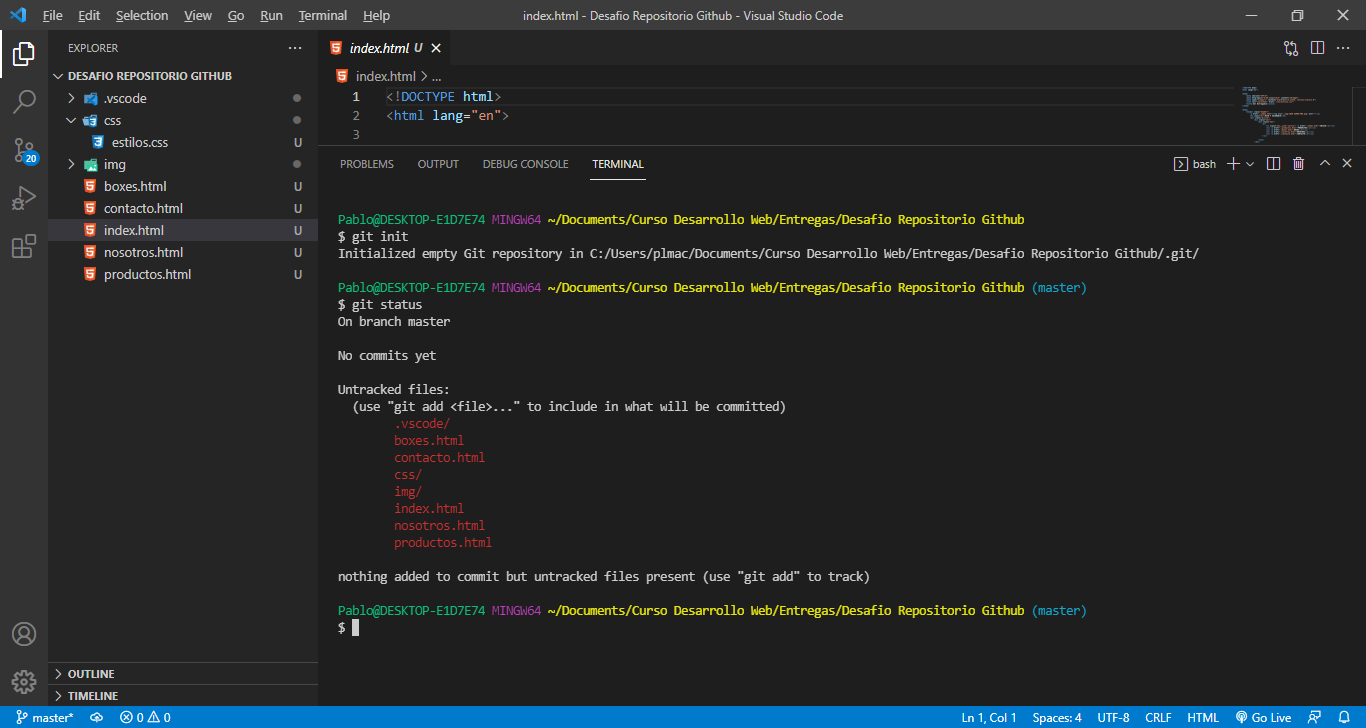 File Edit Selection View Go Run Terminal Help index.html - Desafio Repositorio Github - Visual Studio Code
EXPLORER
DESAFIO REPOSITORIO GITHUB
.vscode
css
estilos.css U
img
boxes.html U
contacto.html U
index.html U
nosotros.html U
productos.html U
OUTLINE
TIMELINE
20
index.html U
index.html > ...
1 <!DOCTYPE html>
2 <html lang="en">
3
PROBLEMS OUTPUT DEBUG CONSOLE TERMINAL bash
Pablo@DESKTOP-E1D7E74 MINGW64 ~/Documents/Curso Desarrollo Web/Entregas/Desafio Repositorio Github
$ git init
Initialized empty Git repository in C:/Users/plmac/Documents/Curso Desarrollo Web/Entregas/Desafio Repositorio Github/.git/
Pablo@DESKTOP-E1D7E74 MINGW64 ~/Documents/Curso Desarrollo Web/Entregas/Desafio Repositorio Github (master)
$ git status
On branch master
No commits yet
Untracked files:
(use "git add <file>..." to include in what will be committed)
.vscode/
boxes.html
contacto.html
css/
img/
index.html
nosotros.html
productos.html
nothing added to commit but untracked files present (use "git add" to track)
Pablo@DESKTOP-E1D7E74 MINGW64 ~/Documents/Curso Desarrollo Web/Entregas/Desafio Repositorio Github (master)
$
master* 0 0 Ln 1, Col 1 Spaces: 4 UTF-8 CRLF HTML Go Live